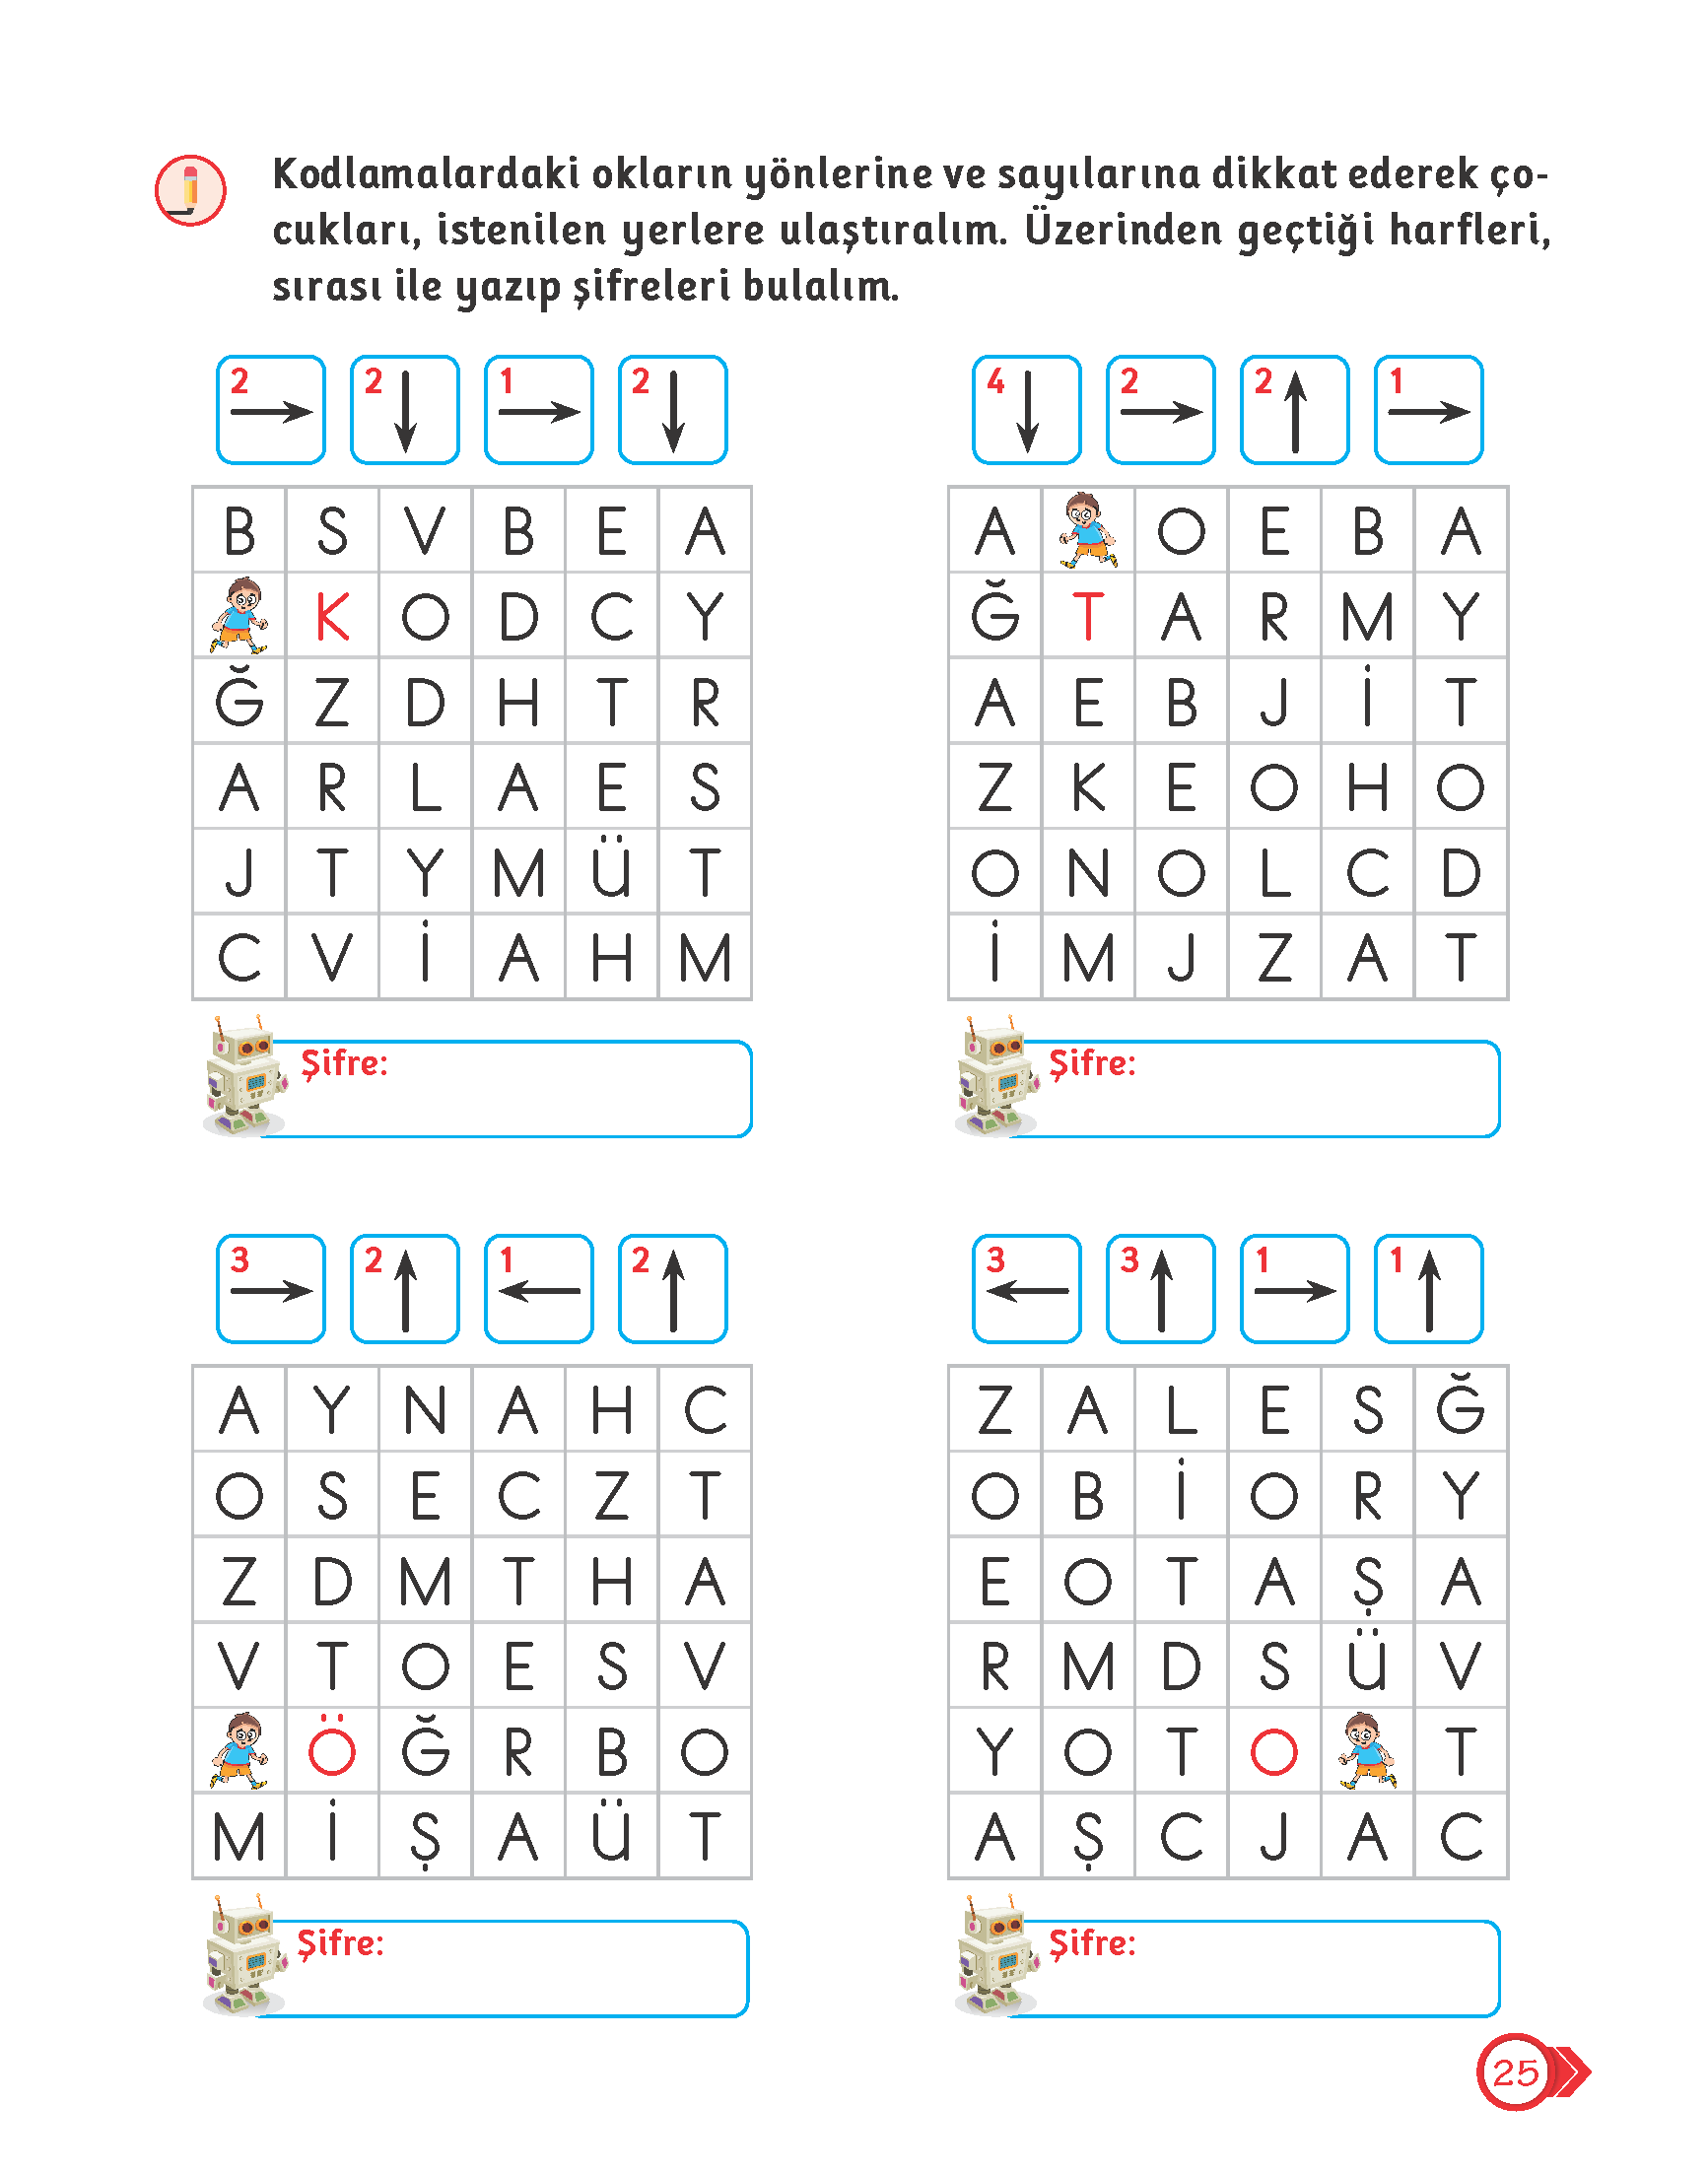 Kodlamalardaki okların yönlerine ve sayılarına dikkat ederek ço-
cukları, istenilen yerlere ulaştıralım. Üzerinden geçtiği harfleri,
sırası ile yazıp şifreleri bulalım.
2 2 1 2
B S V B E A
K O D C Y
Ğ Z D H T R
A R L A E S
J T Y M Ü T
C V İ A H M
Şifre:
4 2 2 1
A O E B A
Ğ T A R M Y
A E B J İ T
Z K E O H O
O N O L C D
İ M J Z A T
Şifre:
3 2 1 2
A Y N A H C
O S E C Z T
Z D M T H A
V T O E S V
Ö Ğ R B O
M İ Ş A Ü T
Şifre:
3 3 1 1
Z A L E S Ğ
O B İ O R Y
E O T A Ş A
R M D S Ü V
Y O T O T
A Ş C J A C
Şifre:
25